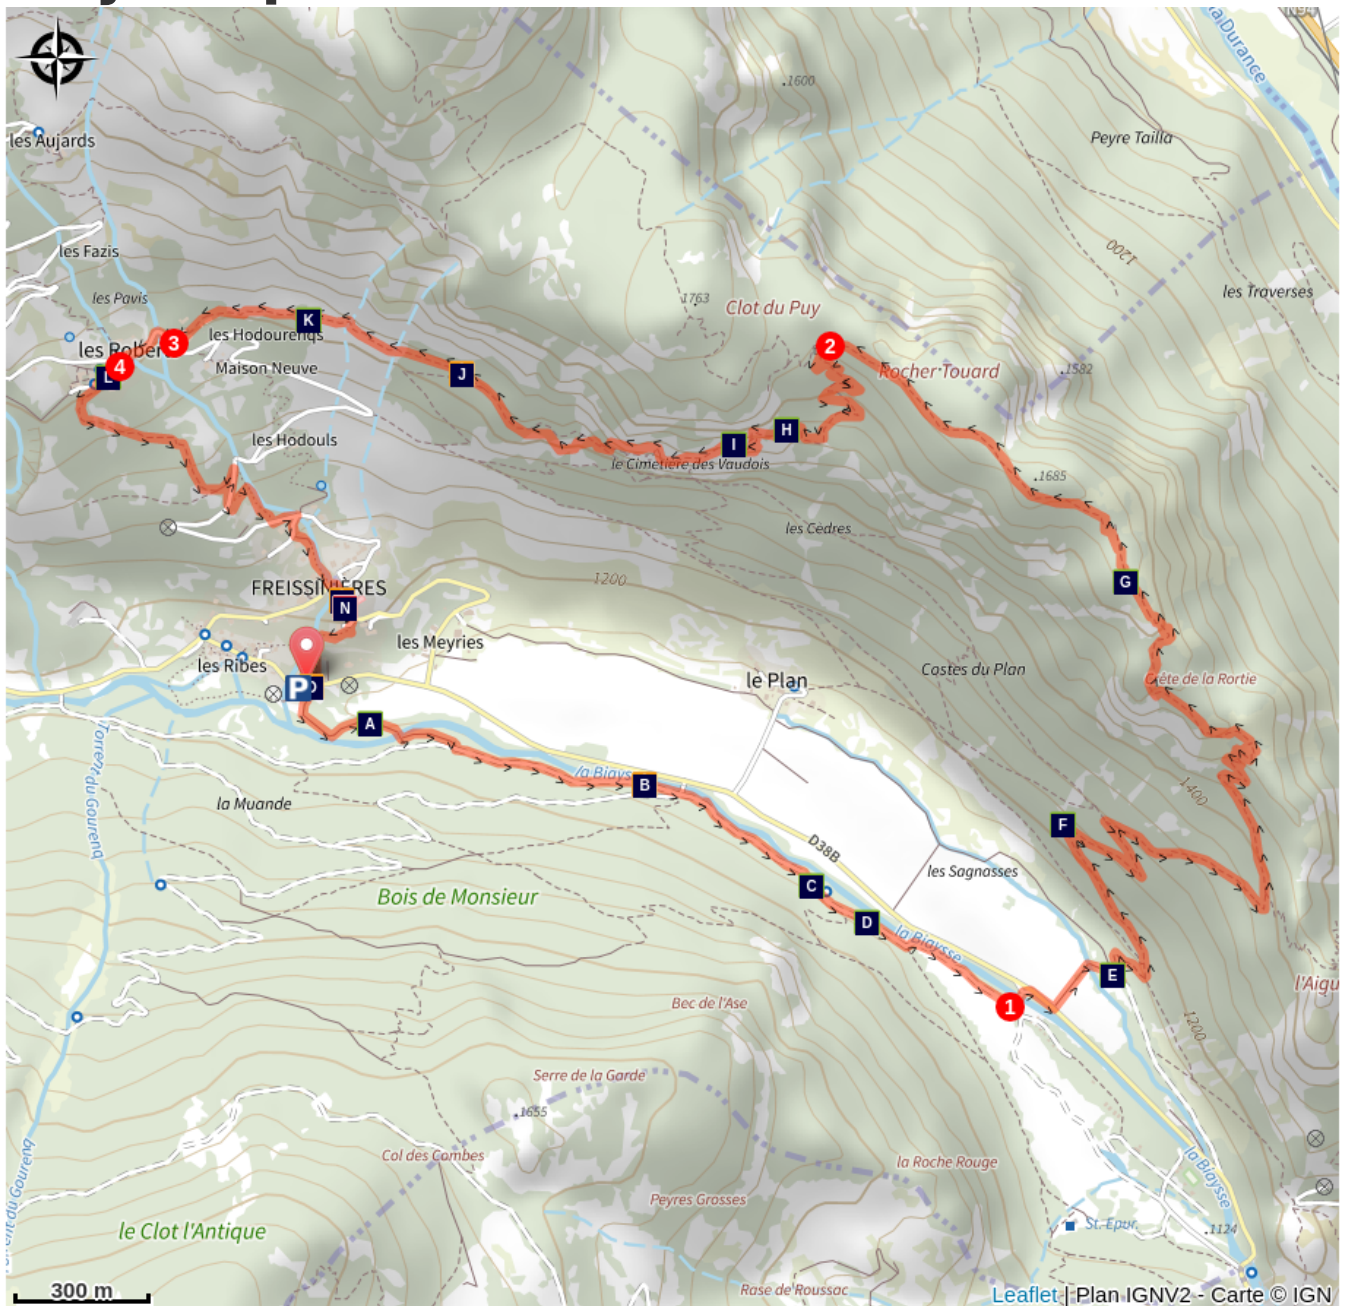 N94
la Durance
.1600
Peyre Tailla
les Aujards
1200
les Fazis
les Pavis
1763
Clot du Puy
les Traverses
K
les Hodourenqs
3
2
les Rober
4
Maison Neuve
J
Rocher Touard
.1582
L
les Hodouls
H
I
le Cimetière des Vaudois
.1685
les Cèdres
G
1200
FREISSINIÈRES
N
les Meyries
les Ribes
le Plan
Costes du Plan
Crête de la Rortie
P
A
Torrent du Gourenq
la Biays
B
1400
la Muande
F
D38B
les Sagnasses
C
Bois de Monsieur
D
la Biaysse
E
l'Aigu
Bec de l'Ase
1
1200
Serre de la Garde
.1655
Col des Combes
la Roche Rouge
la Biaysse
Peyres Grosses
le Clot l'Antique
St. Epur.
.1124
Rase de Roussac
300 m
Leaflet | Plan IGNV2 - Carte © IGN